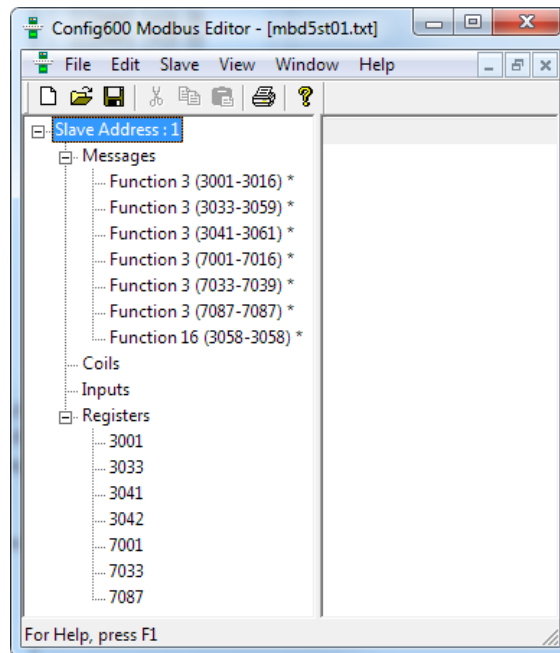 Config600 Modbus Editor - [mbd5st01.txt]
File Edit Slave View Window Help
Slave Address : 1
Messages
Function 3 (3001-3016) *
Function 3 (3033-3059) *
Function 3 (3041-3061) *
Function 3 (7001-7016) *
Function 3 (7033-7039) *
Function 3 (7087-7087) *
Function 16 (3058-3058) *
Coils
Inputs
Registers
3001
3033
3041
3042
7001
7033
7087
For Help, press F1